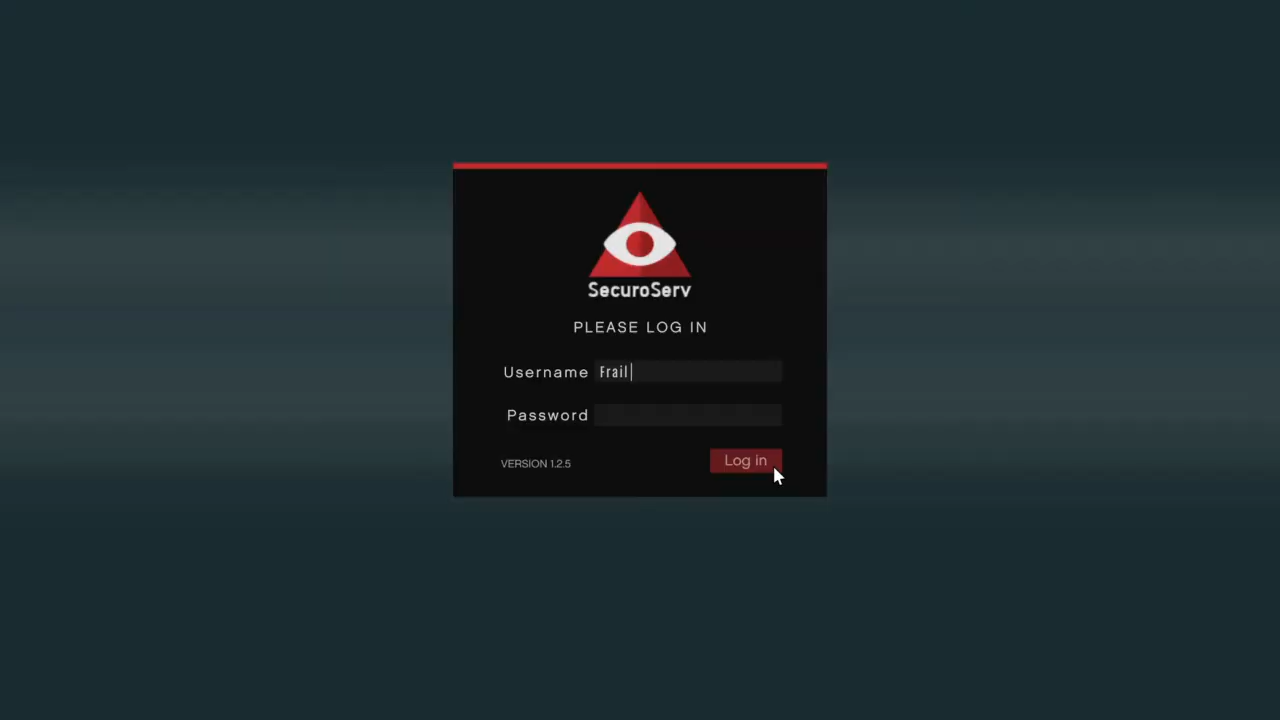 SecuroServ
PLEASE LOG IN
Username Frail
Password
VERSION 1.2.5 Log in